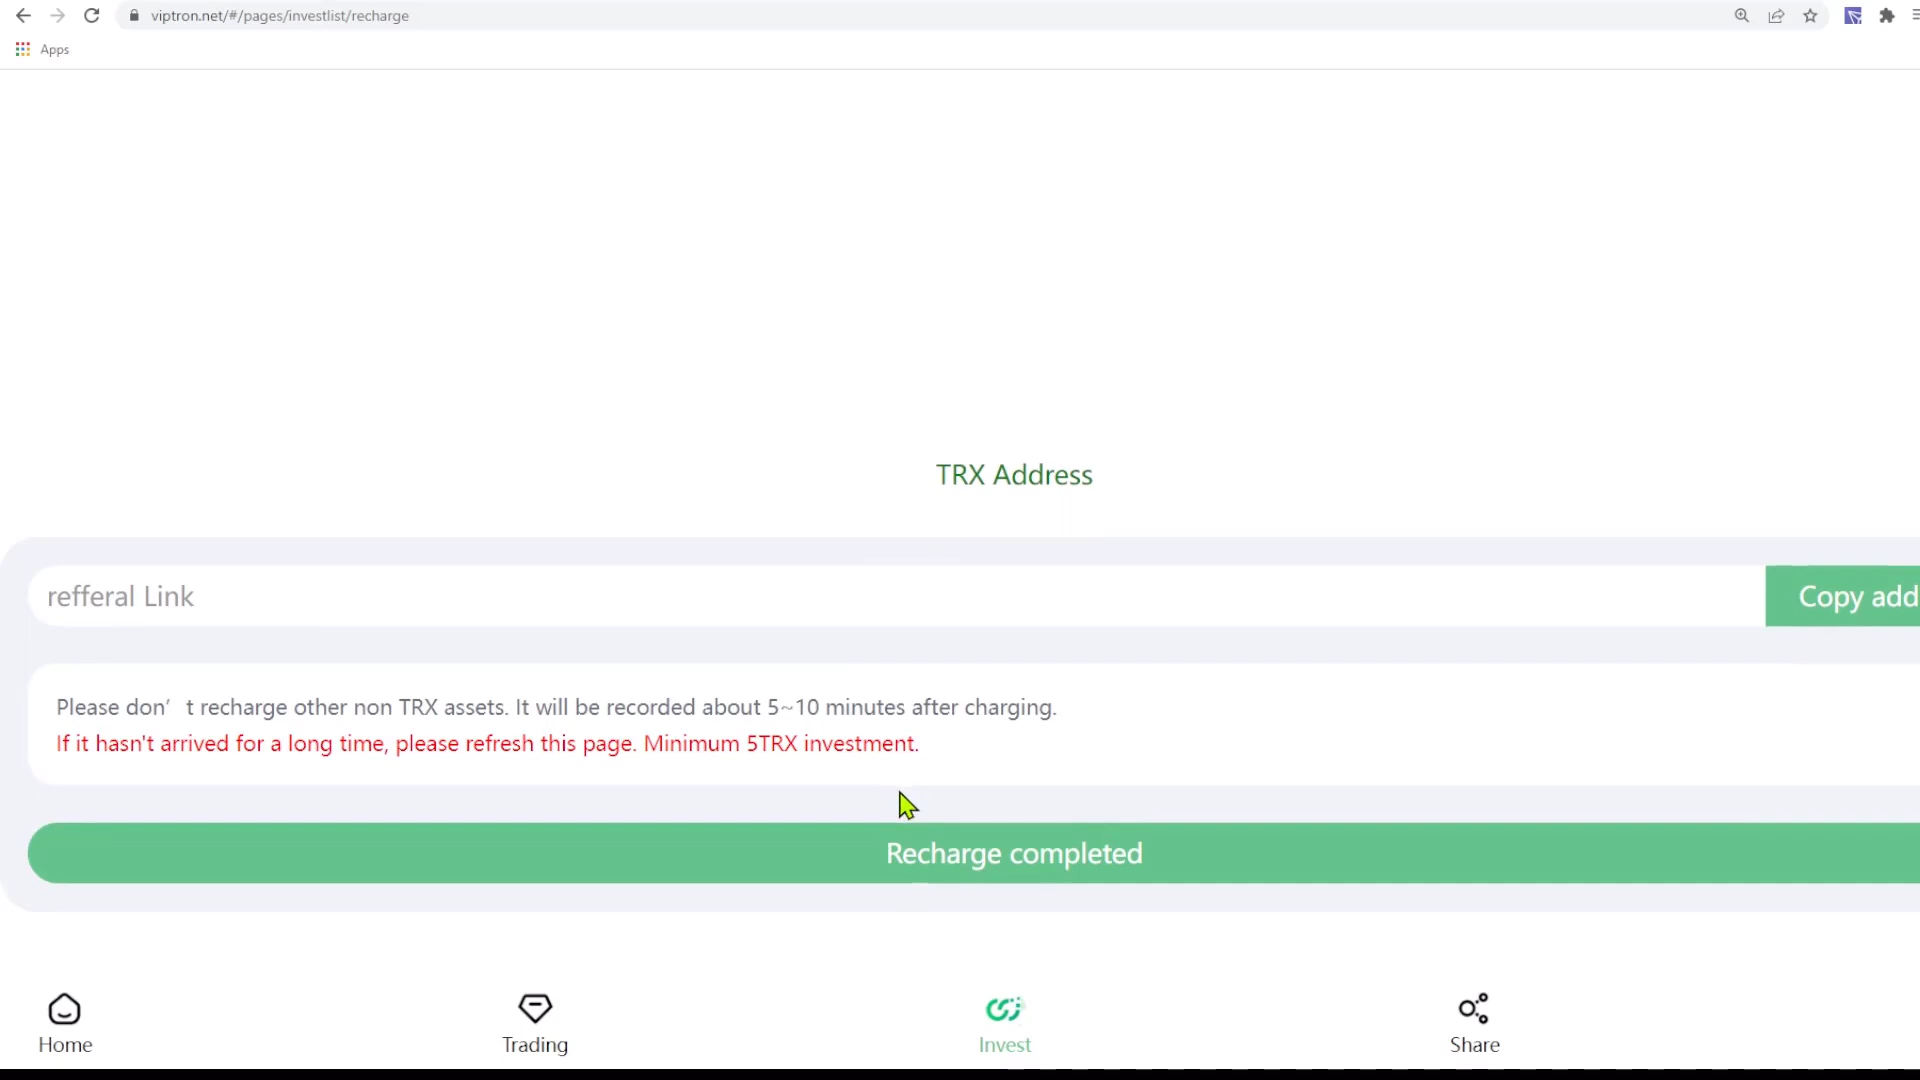 viptron.net/#/pages/investlist/recharge
Apps
TRX Address
refferal Link
Copy add
Please don’ t recharge other non TRX assets. It will be recorded about 5~10 minutes after charging.
If it hasn't arrived for a long time, please refresh this page. Minimum 5TRX investment.
Recharge completed
Home
Trading
Invest
Share